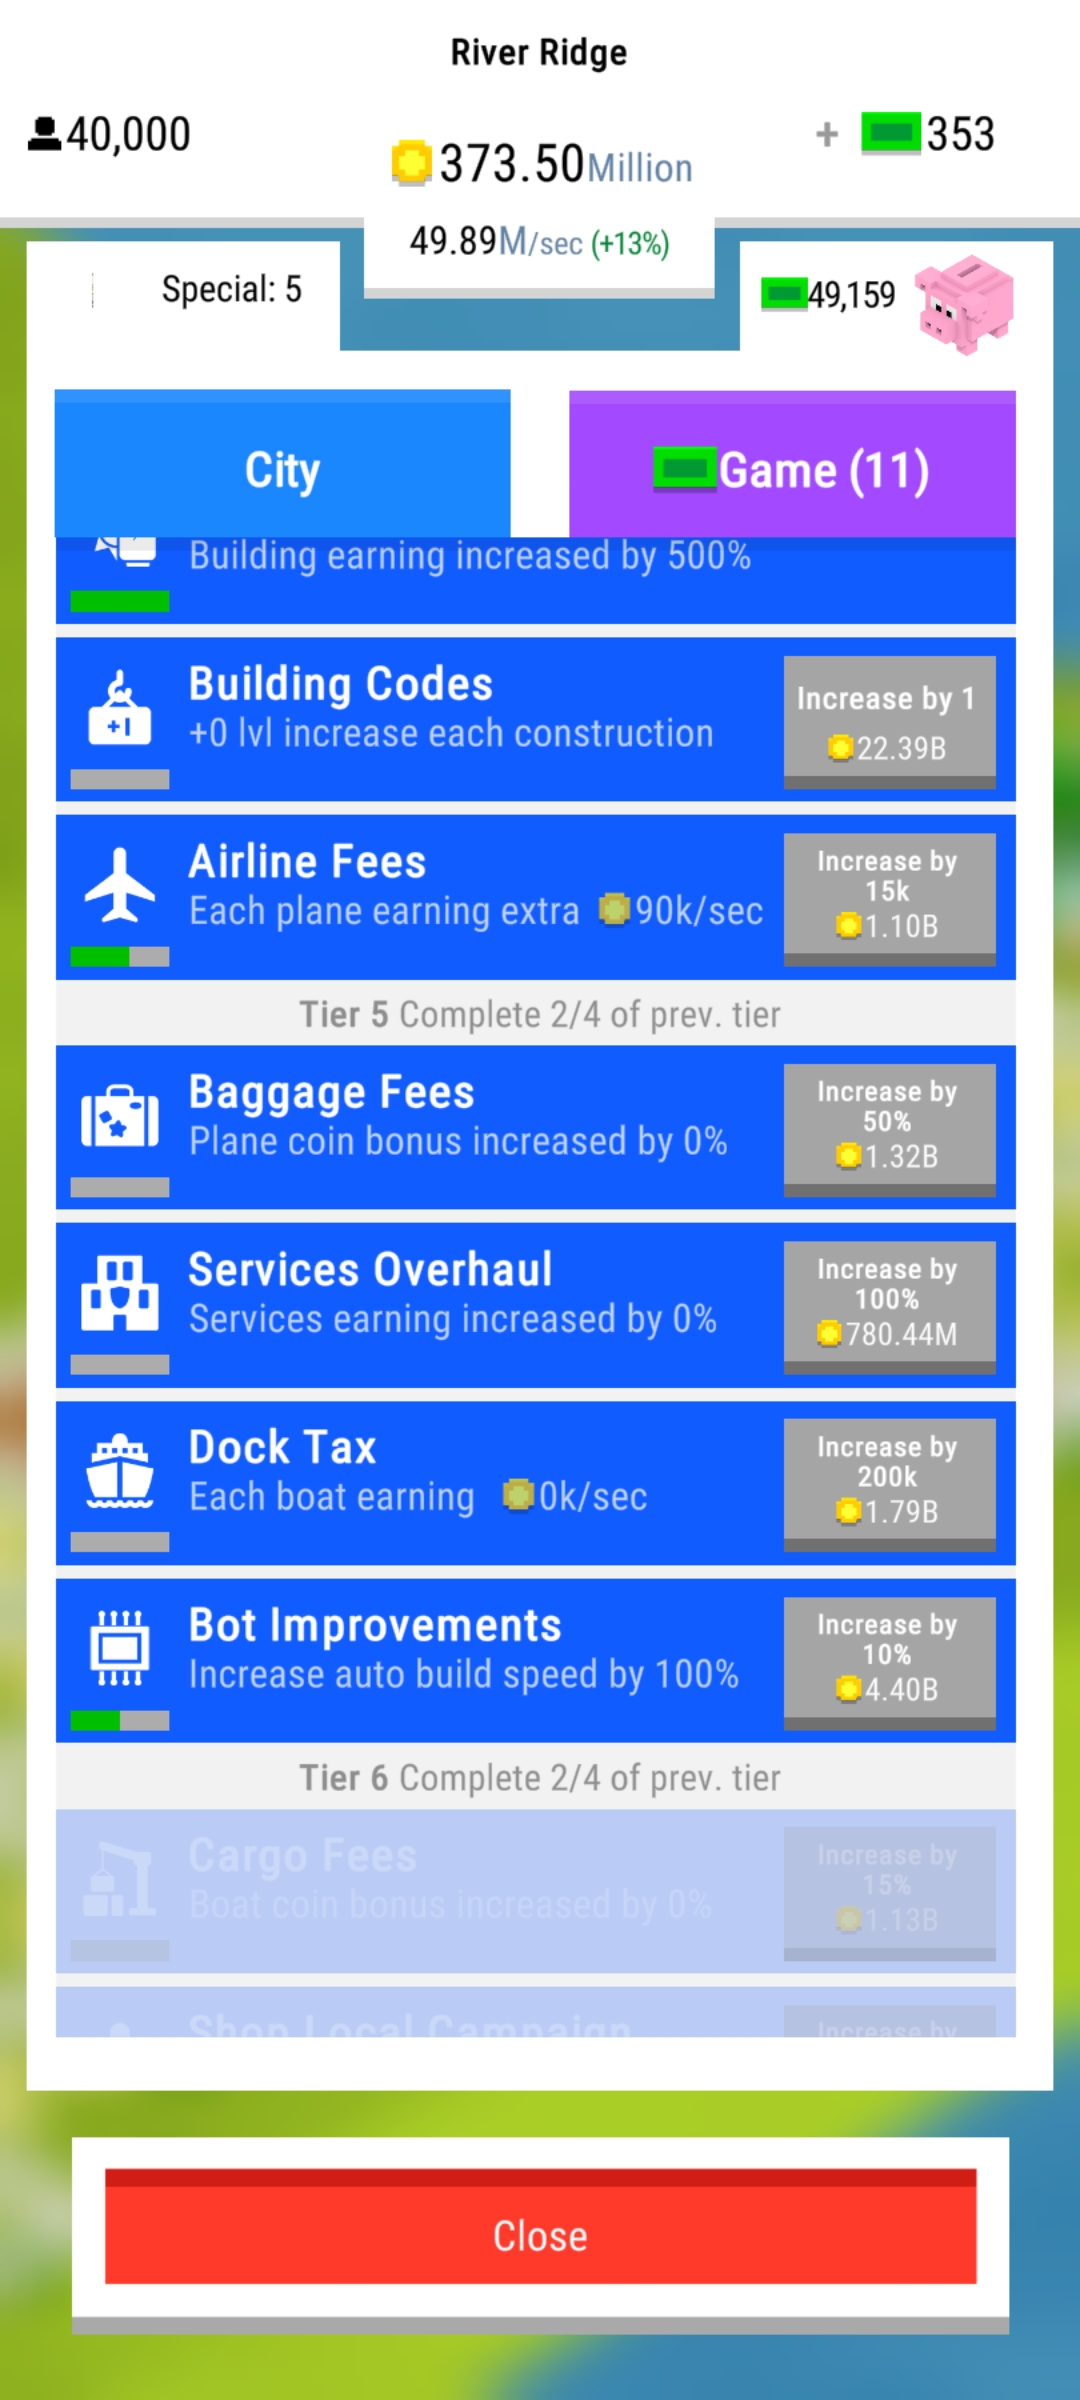 River Ridge
40,000
373.50Million
+ 353
49.89M/sec (+13%)
Special: 5
49,159
City
Game (11)
Building earning increased by 500%
Building Codes
+0 lvl increase each construction
Increase by 1
22.39B
Airline Fees
Each plane earning extra 90k/sec
Increase by
15k
1.10B
Tier 5 Complete 2/4 of prev. tier
Baggage Fees
Plane coin bonus increased by 0%
Increase by
50%
1.32B
Services Overhaul
Services earning increased by 0%
Increase by
100%
780.44M
Dock Tax
Each boat earning 0k/sec
Increase by
200k
1.79B
Bot Improvements
Increase auto build speed by 100%
Increase by
10%
4.40B
Tier 6 Complete 2/4 of prev. tier
Cargo Fees
Boat coin bonus increased by 0%
Increase by
15%
1.13B
Shop Local Campaign
Increase by
Close